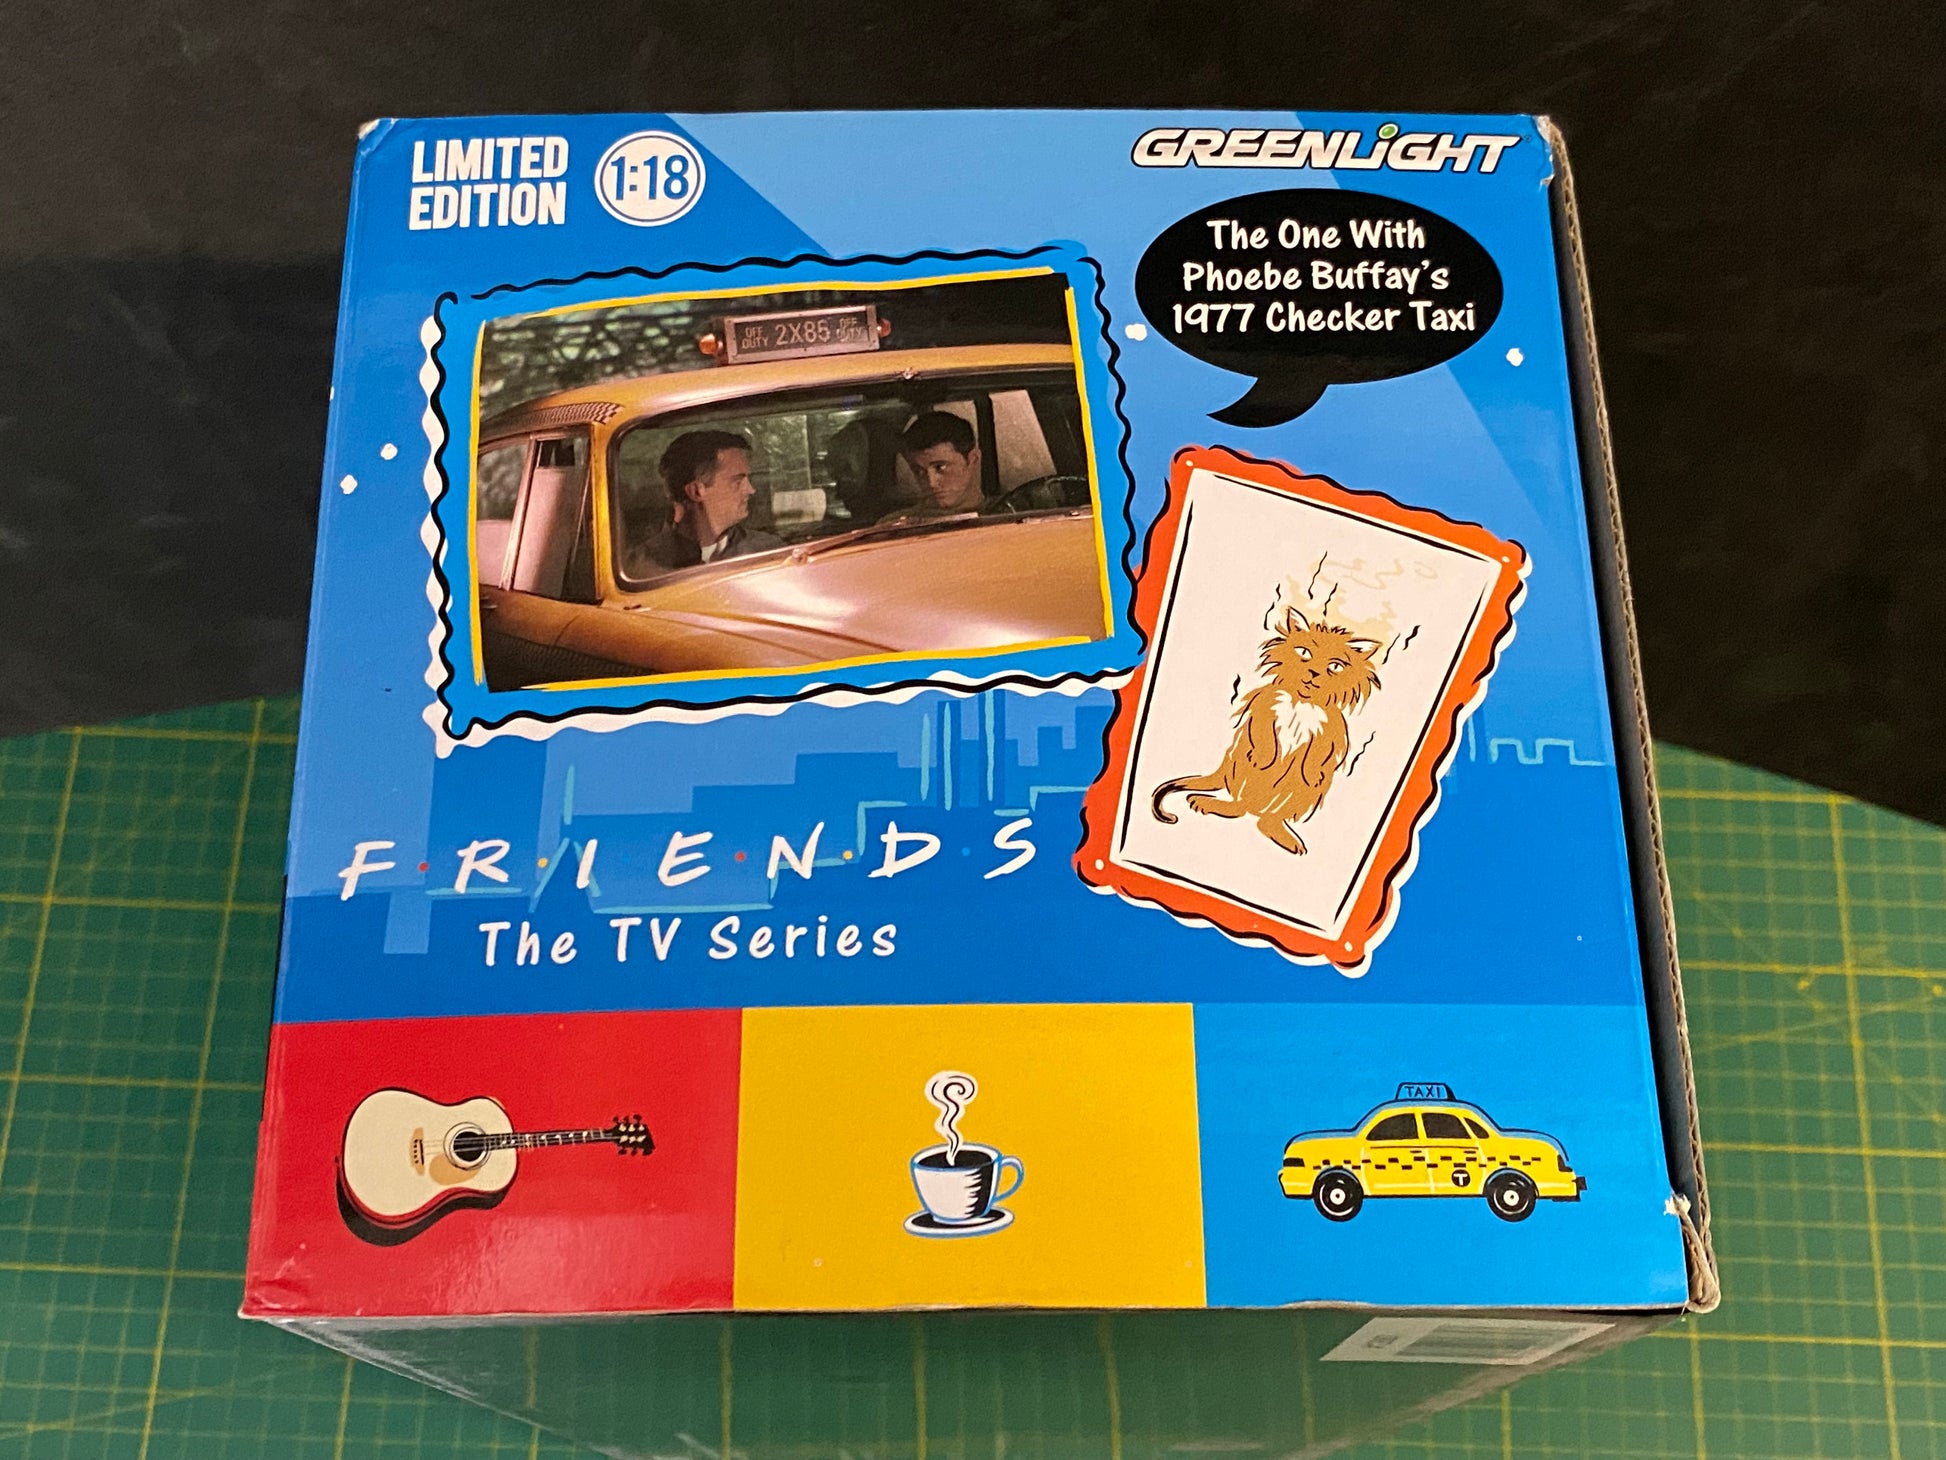 LIMITED
EDITION
1:18
GREENLIGHT
The One With
Phoebe Buffay's
1977 Checker Taxi
OFF
DUTY
2X86
OFF
DUTY
F·R·I·E·N·D·S
The TV Series
TAXI
T